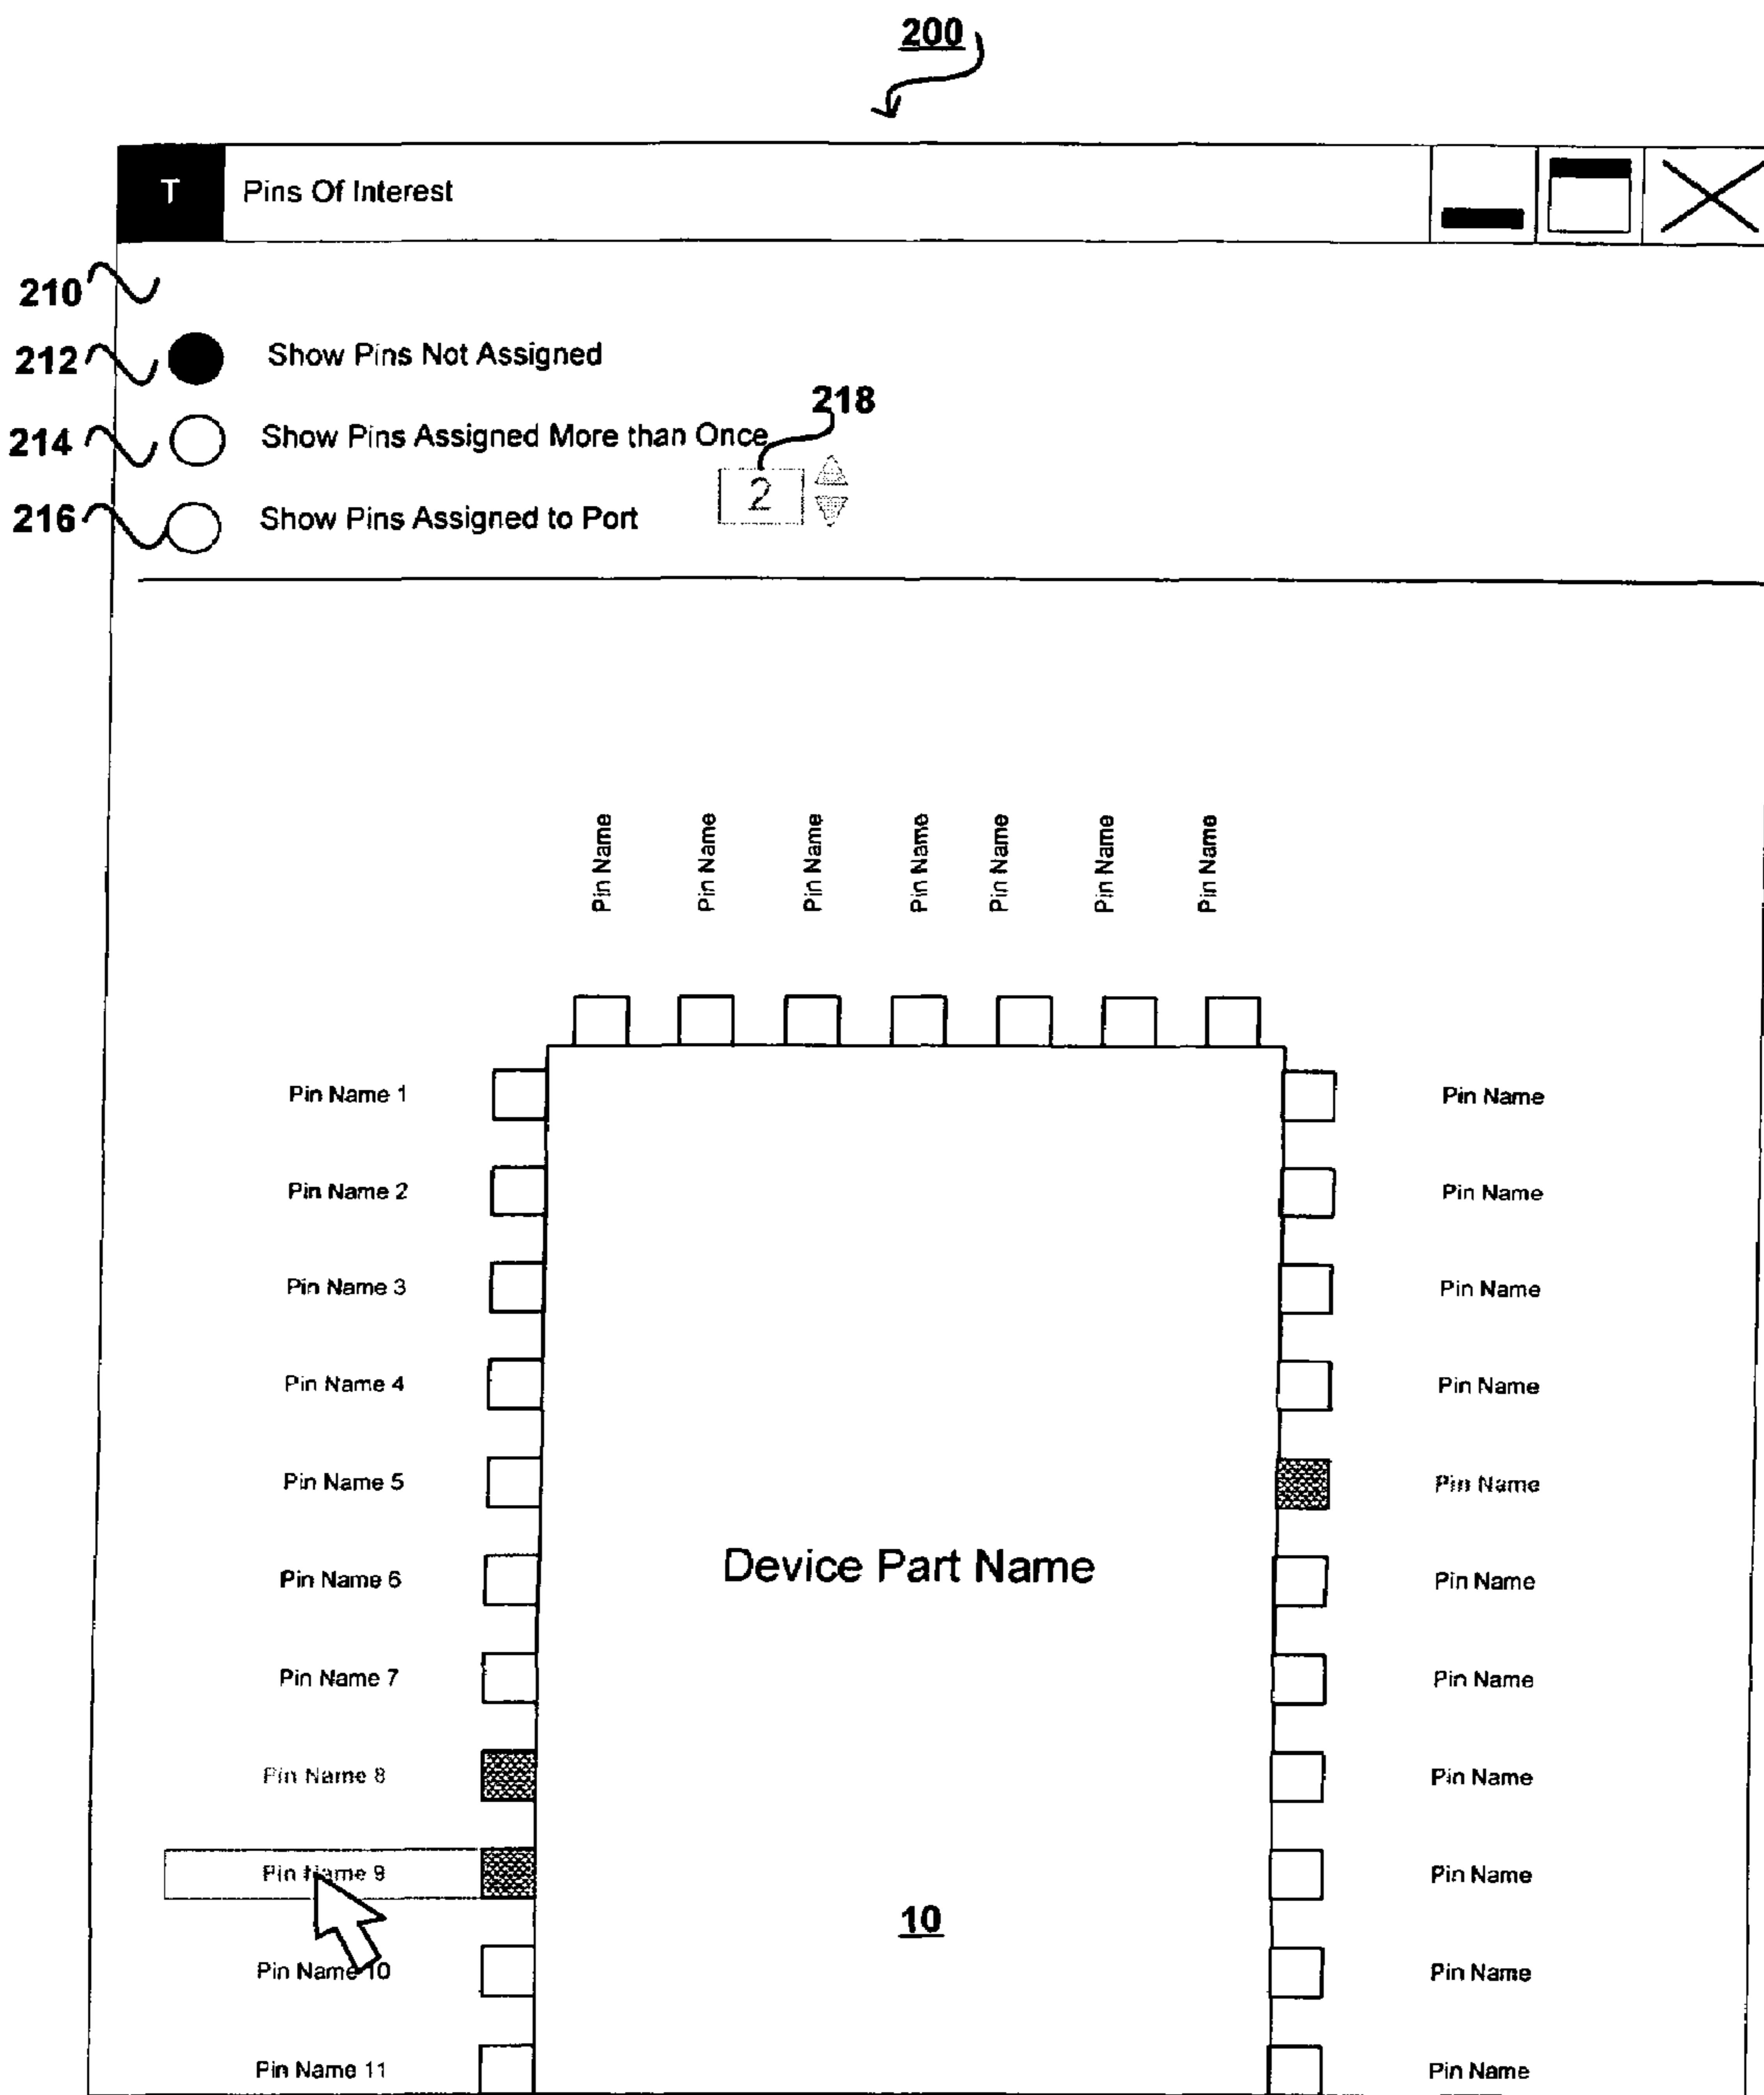 200
T Pins Of Interest
210
212 Show Pins Not Assigned
218
214 Show Pins Assigned More than Once
2
216 Show Pins Assigned to Port
Pin Name Pin Name Pin Name Pin Name Pin Name Pin Name Pin Name
Pin Name 1 Pin Name
Pin Name 2 Pin Name
Pin Name 3 Pin Name
Pin Name 4 Pin Name
Pin Name 5 Pin Name
Device Part Name
Pin Name 6 Pin Name
Pin Name 7 Pin Name
Pin Name 8 Pin Name
Pin Name 9 Pin Name
10
Pin Name 10 Pin Name
Pin Name 11 Pin Name